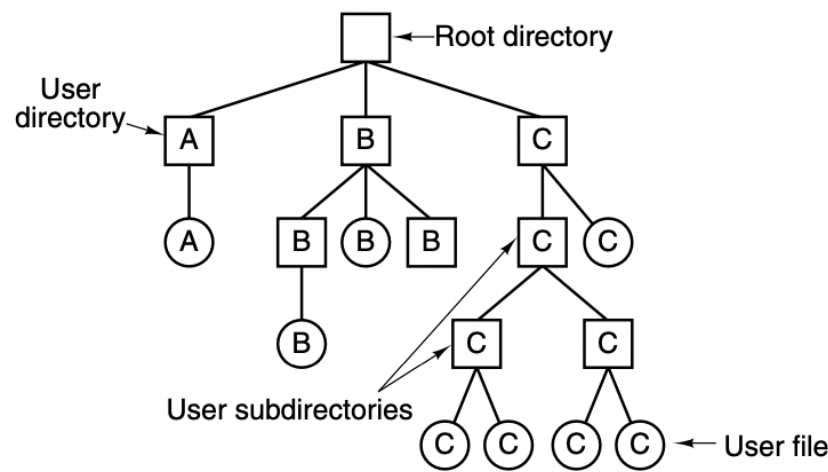 Root directory
User
directory
A
B
C
A
B
B
B
C
C
B
C
C
User subdirectories
C
C
C
C
User file